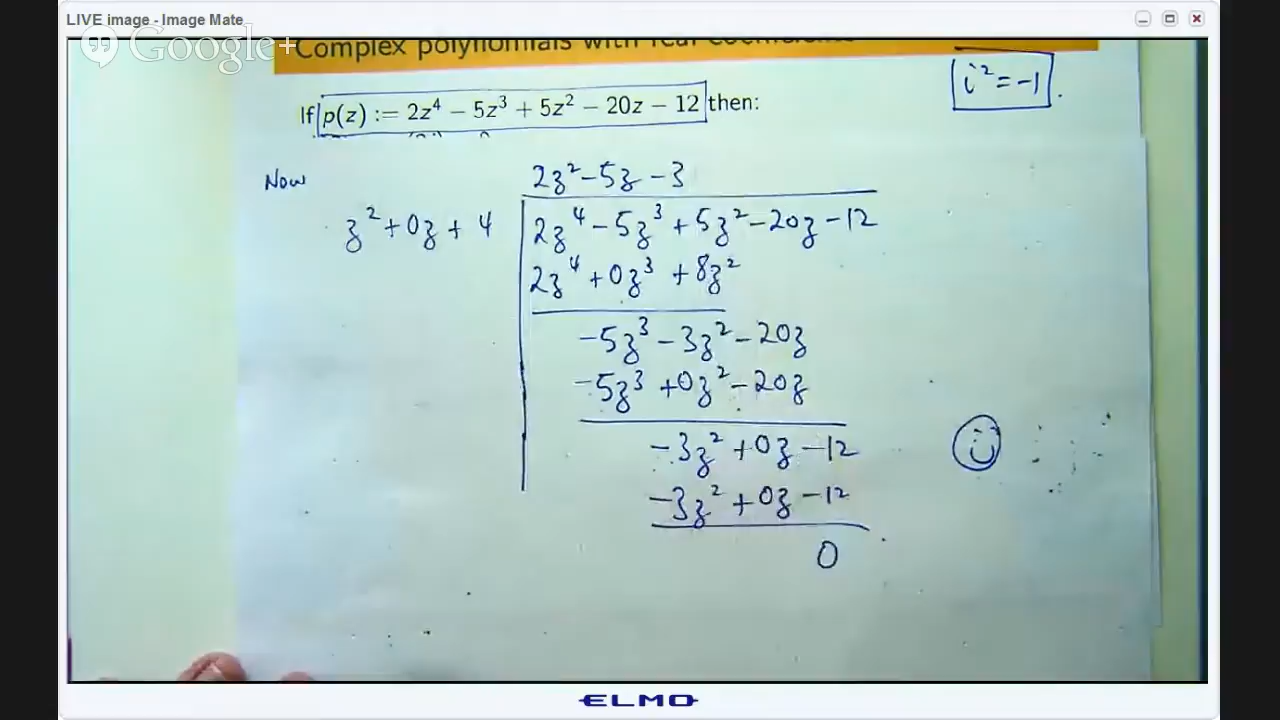 LIVE image - Image Mate
Google+
Complex polynomials with real
i² = -1 .
If p(z) := 2z⁴ − 5z³ + 5z² − 20z − 12 then:
Now
2z² - 5z - 3
z² + 0z + 4
2z⁴ - 5z³ + 5z² - 20z - 12
2z⁴ + 0z³ + 8z²
-5z³ - 3z² - 20z
-5z³ + 0z² - 20z
-3z² + 0z - 12
-3z² + 0z - 12
0
ELMO